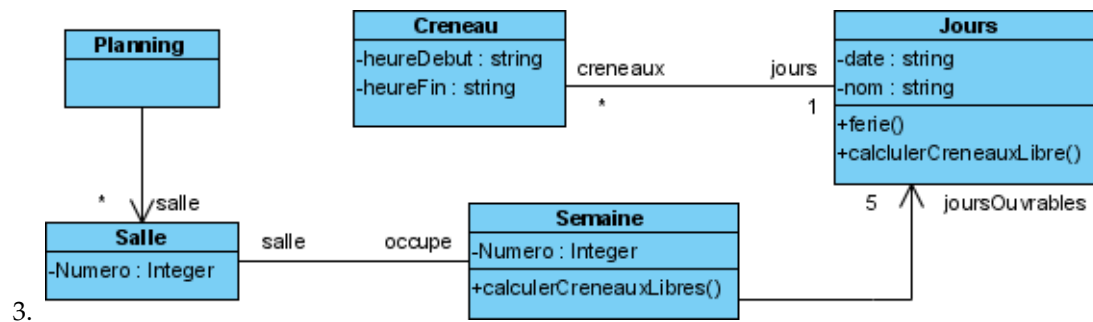 Planning
Creneau
-heureDebut : string
-heureFin : string
creneaux
jours
*
1
Jours
-date : string
-nom : string
+ferie()
+calclulerCreneauxLibre()
*
salle
5
joursOuvrables
Salle
-Numero : Integer
salle
occupe
Semaine
-Numero : Integer
+calculerCreneauxLibres()
3.